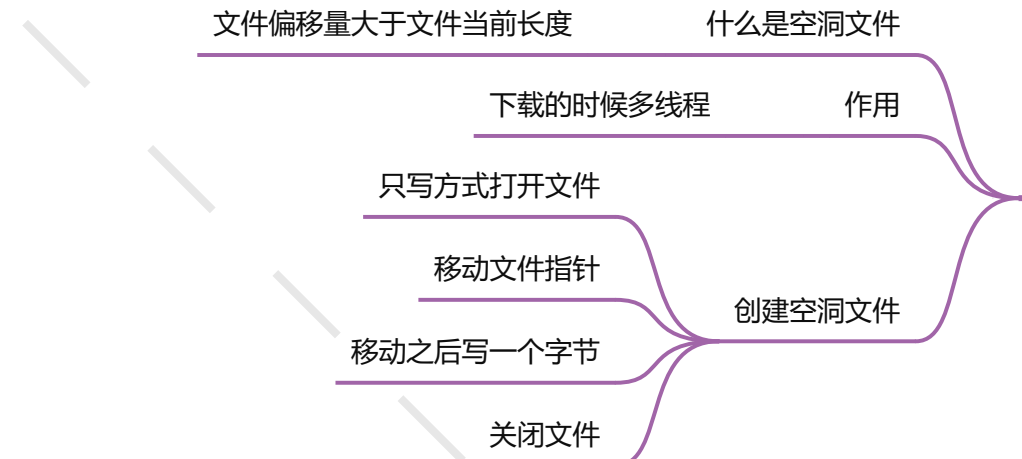 文件偏移量大于文件当前长度 什么是空洞文件
下载的时候多线程 作用
只写方式打开文件
移动文件指针
创建空洞文件
移动之后写一个字节
关闭文件